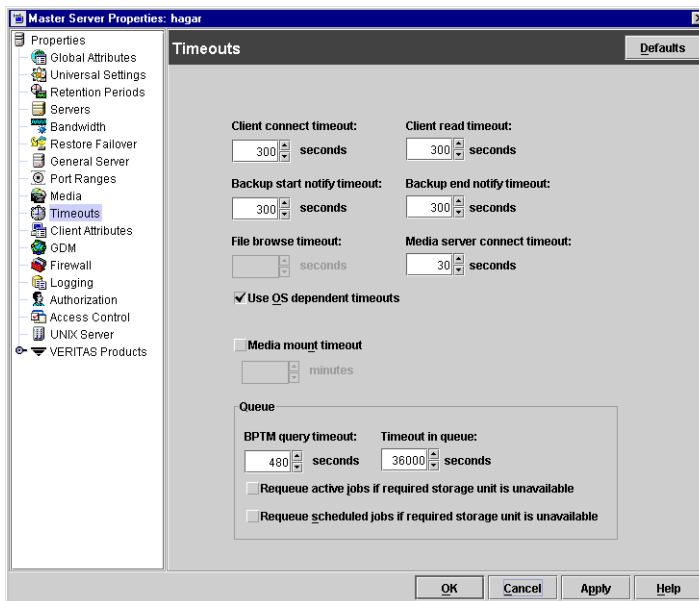 Master Server Properties: hagar
Properties
Global Attributes
Universal Settings
Retention Periods
Servers
Bandwidth
Restore Failover
General Server
Port Ranges
Media
Timeouts
Client Attributes
GDM
Firewall
Logging
Authorization
Access Control
UNIX Server
VERITAS Products
Timeouts
Defaults
Client connect timeout:
Client read timeout:
300 seconds
300 seconds
Backup start notify timeout:
Backup end notify timeout:
300 seconds
300 seconds
File browse timeout:
Media server connect timeout:
seconds
30 seconds
Use OS dependent timeouts
Media mount timeout
minutes
Queue
BPTM query timeout:
Timeout in queue:
480 seconds
36000 seconds
Requeue active jobs if required storage unit is unavailable
Requeue scheduled jobs if required storage unit is unavailable
OK
Cancel
Apply
Help